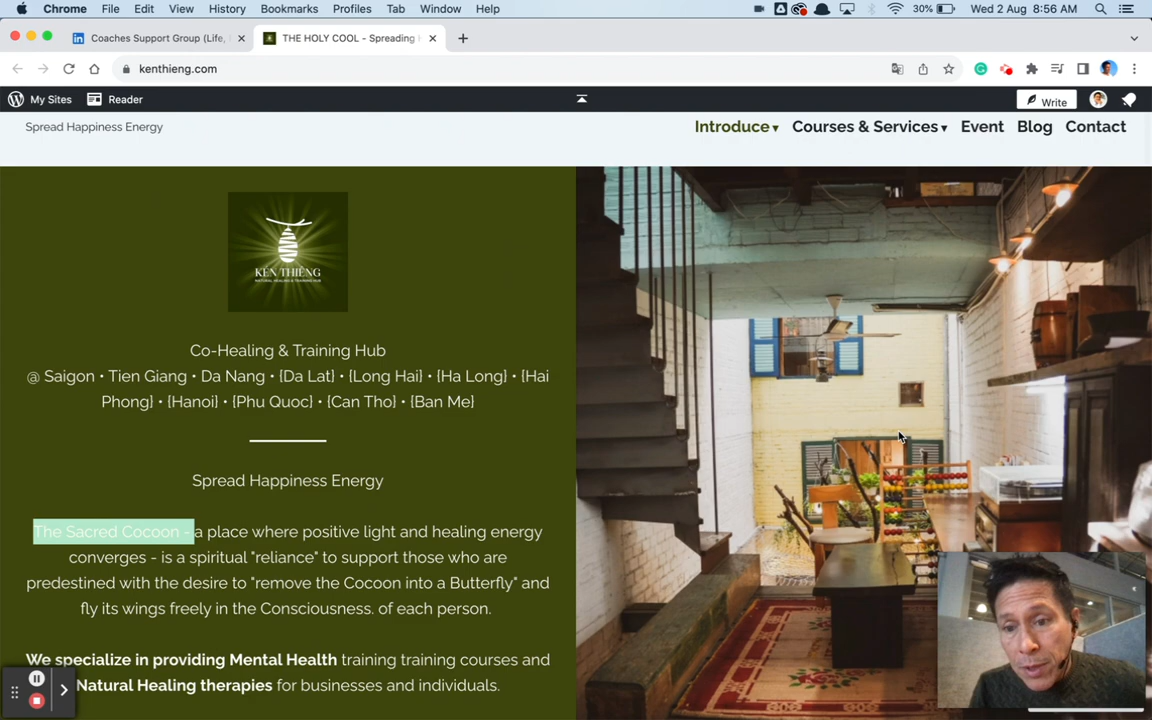 Chrome File Edit View History Bookmarks Profiles Tab Window Help 30% Wed 2 Aug 8:56 AM
Coaches Support Group (Life, THE HOLY COOL - Spreading
kenthieng.com
My Sites Reader Write
Spread Happiness Energy
Introduce▾ Courses & Services▾ Event Blog Contact
KÉN THIÊNG
NATURAL HEALING & TRAINING HUB
Co-Healing & Training Hub
@ Saigon • Tien Giang • Da Nang • {Da Lat} • {Long Hai} • {Ha Long} • {Hai
Phong} • {Hanoi} • {Phu Quoc} • {Can Tho} • {Ban Me}
Spread Happiness Energy
The Sacred Cocoon - a place where positive light and healing energy
converges - is a spiritual "reliance" to support those who are
predestined with the desire to "remove the Cocoon into a Butterfly" and
fly its wings freely in the Consciousness. of each person.
We specialize in providing Mental Health training training courses and
Natural Healing therapies for businesses and individuals.